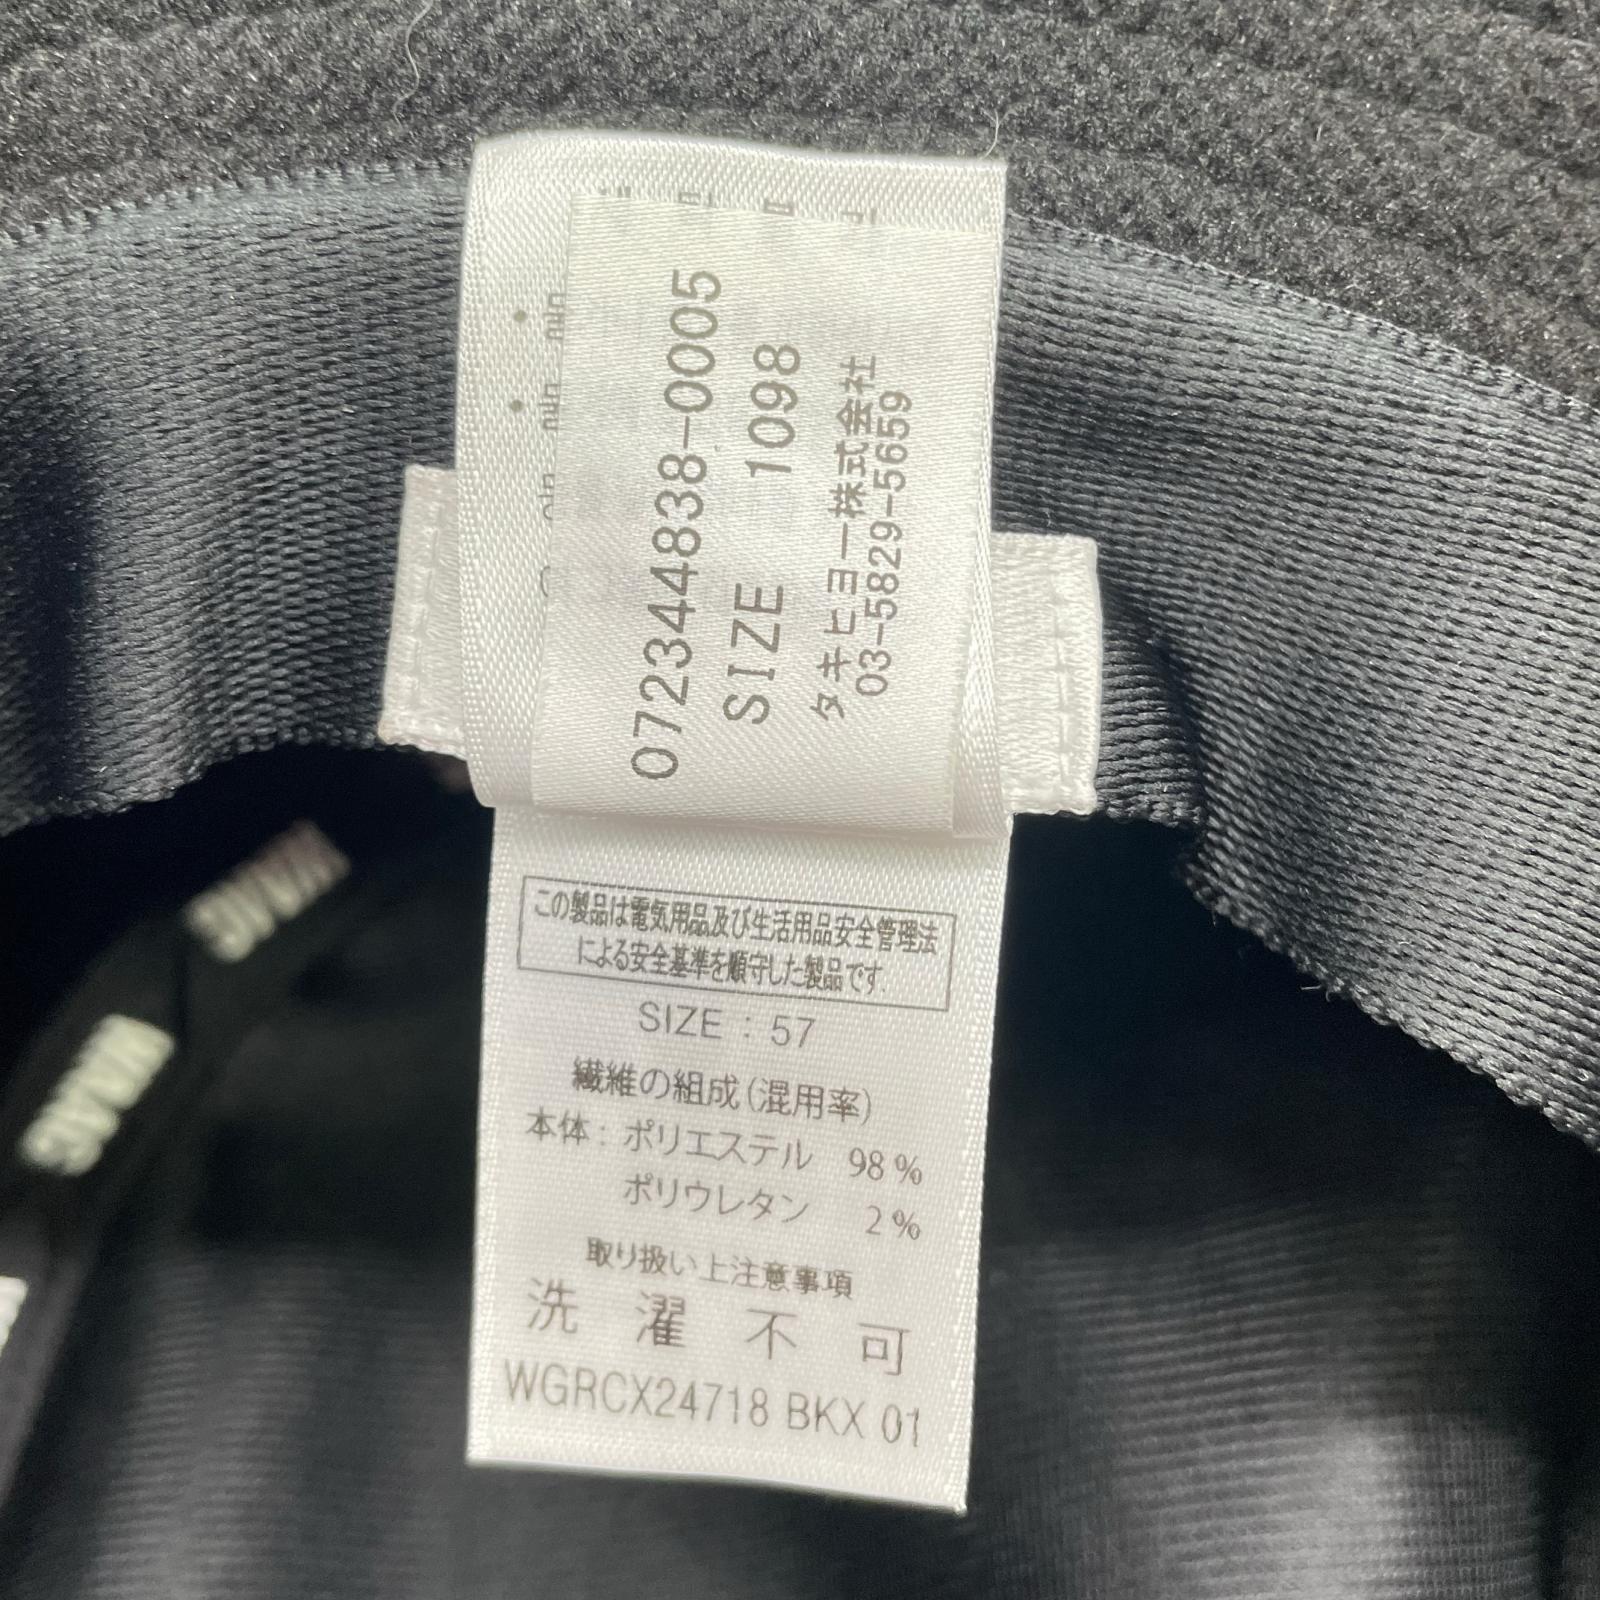 0723448838-0005
SIZE 1098
タキヒヨー株式会社
03-5829-5659
この製品は電気用品及び生活用品安全管理法
による安全基準を順守した製品です.
SIZE : 57
繊維の組成(混用率)
本体: ポリエステル 98%
ポリウレタン 2%
取り扱い上注意事項
洗 濯 不 可
WGRCX24718 BKX 01